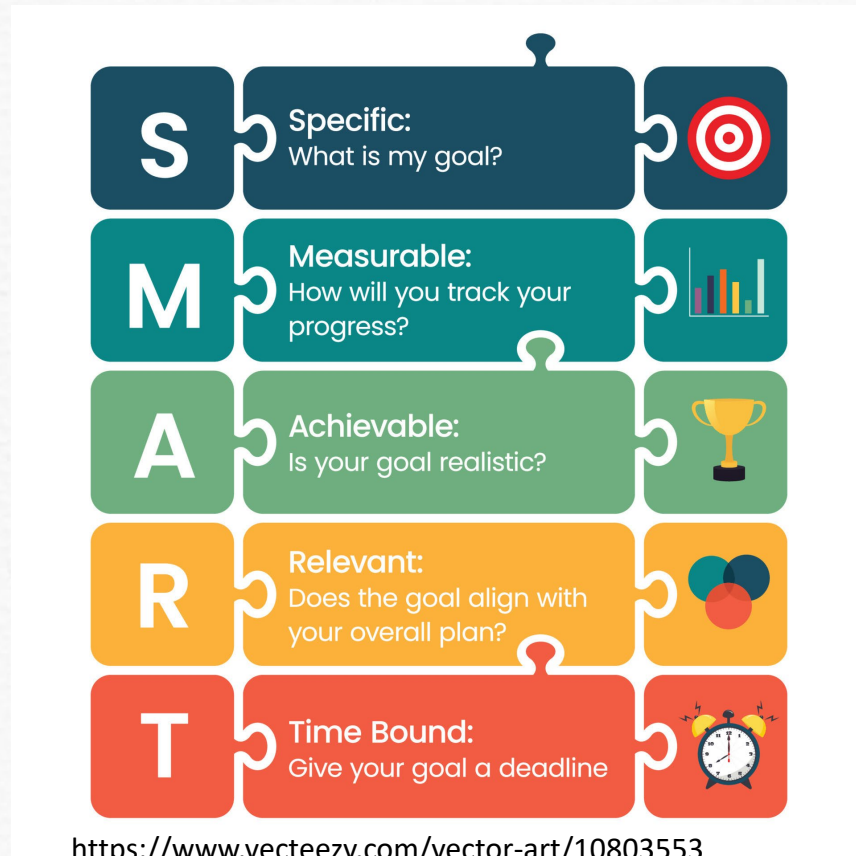 S
Specific:
What is my goal?
M
Measurable:
How will you track your
progress?
A
Achievable:
Is your goal realistic?
R
Relevant:
Does the goal align with
your overall plan?
T
Time Bound:
Give your goal a deadline
https://www.vecteezy.com/vector-art/10803553